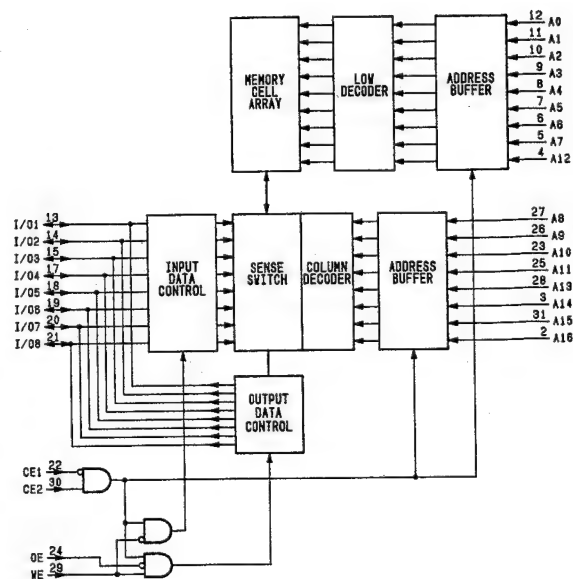 12 A0
11 A1
10 A2
9 A3
8 A4
7 A5
6 A6
5 A7
4 A12
MEMORY
CELL
ARRAY
LOW
DECODER
ADDRESS
BUFFER
I/O1 13
I/O2 14
I/O3 15
I/O4 17
I/O5 18
I/O6 19
I/O7 20
I/O8 21
INPUT
DATA
CONTROL
SENSE
SWITCH
COLUMN
DECODER
ADDRESS
BUFFER
27 A8
26 A9
23 A10
25 A11
28 A13
3 A14
31 A15
2 A16
OUTPUT
DATA
CONTROL
CE1 22
CE2 30
OE 24
WE 29